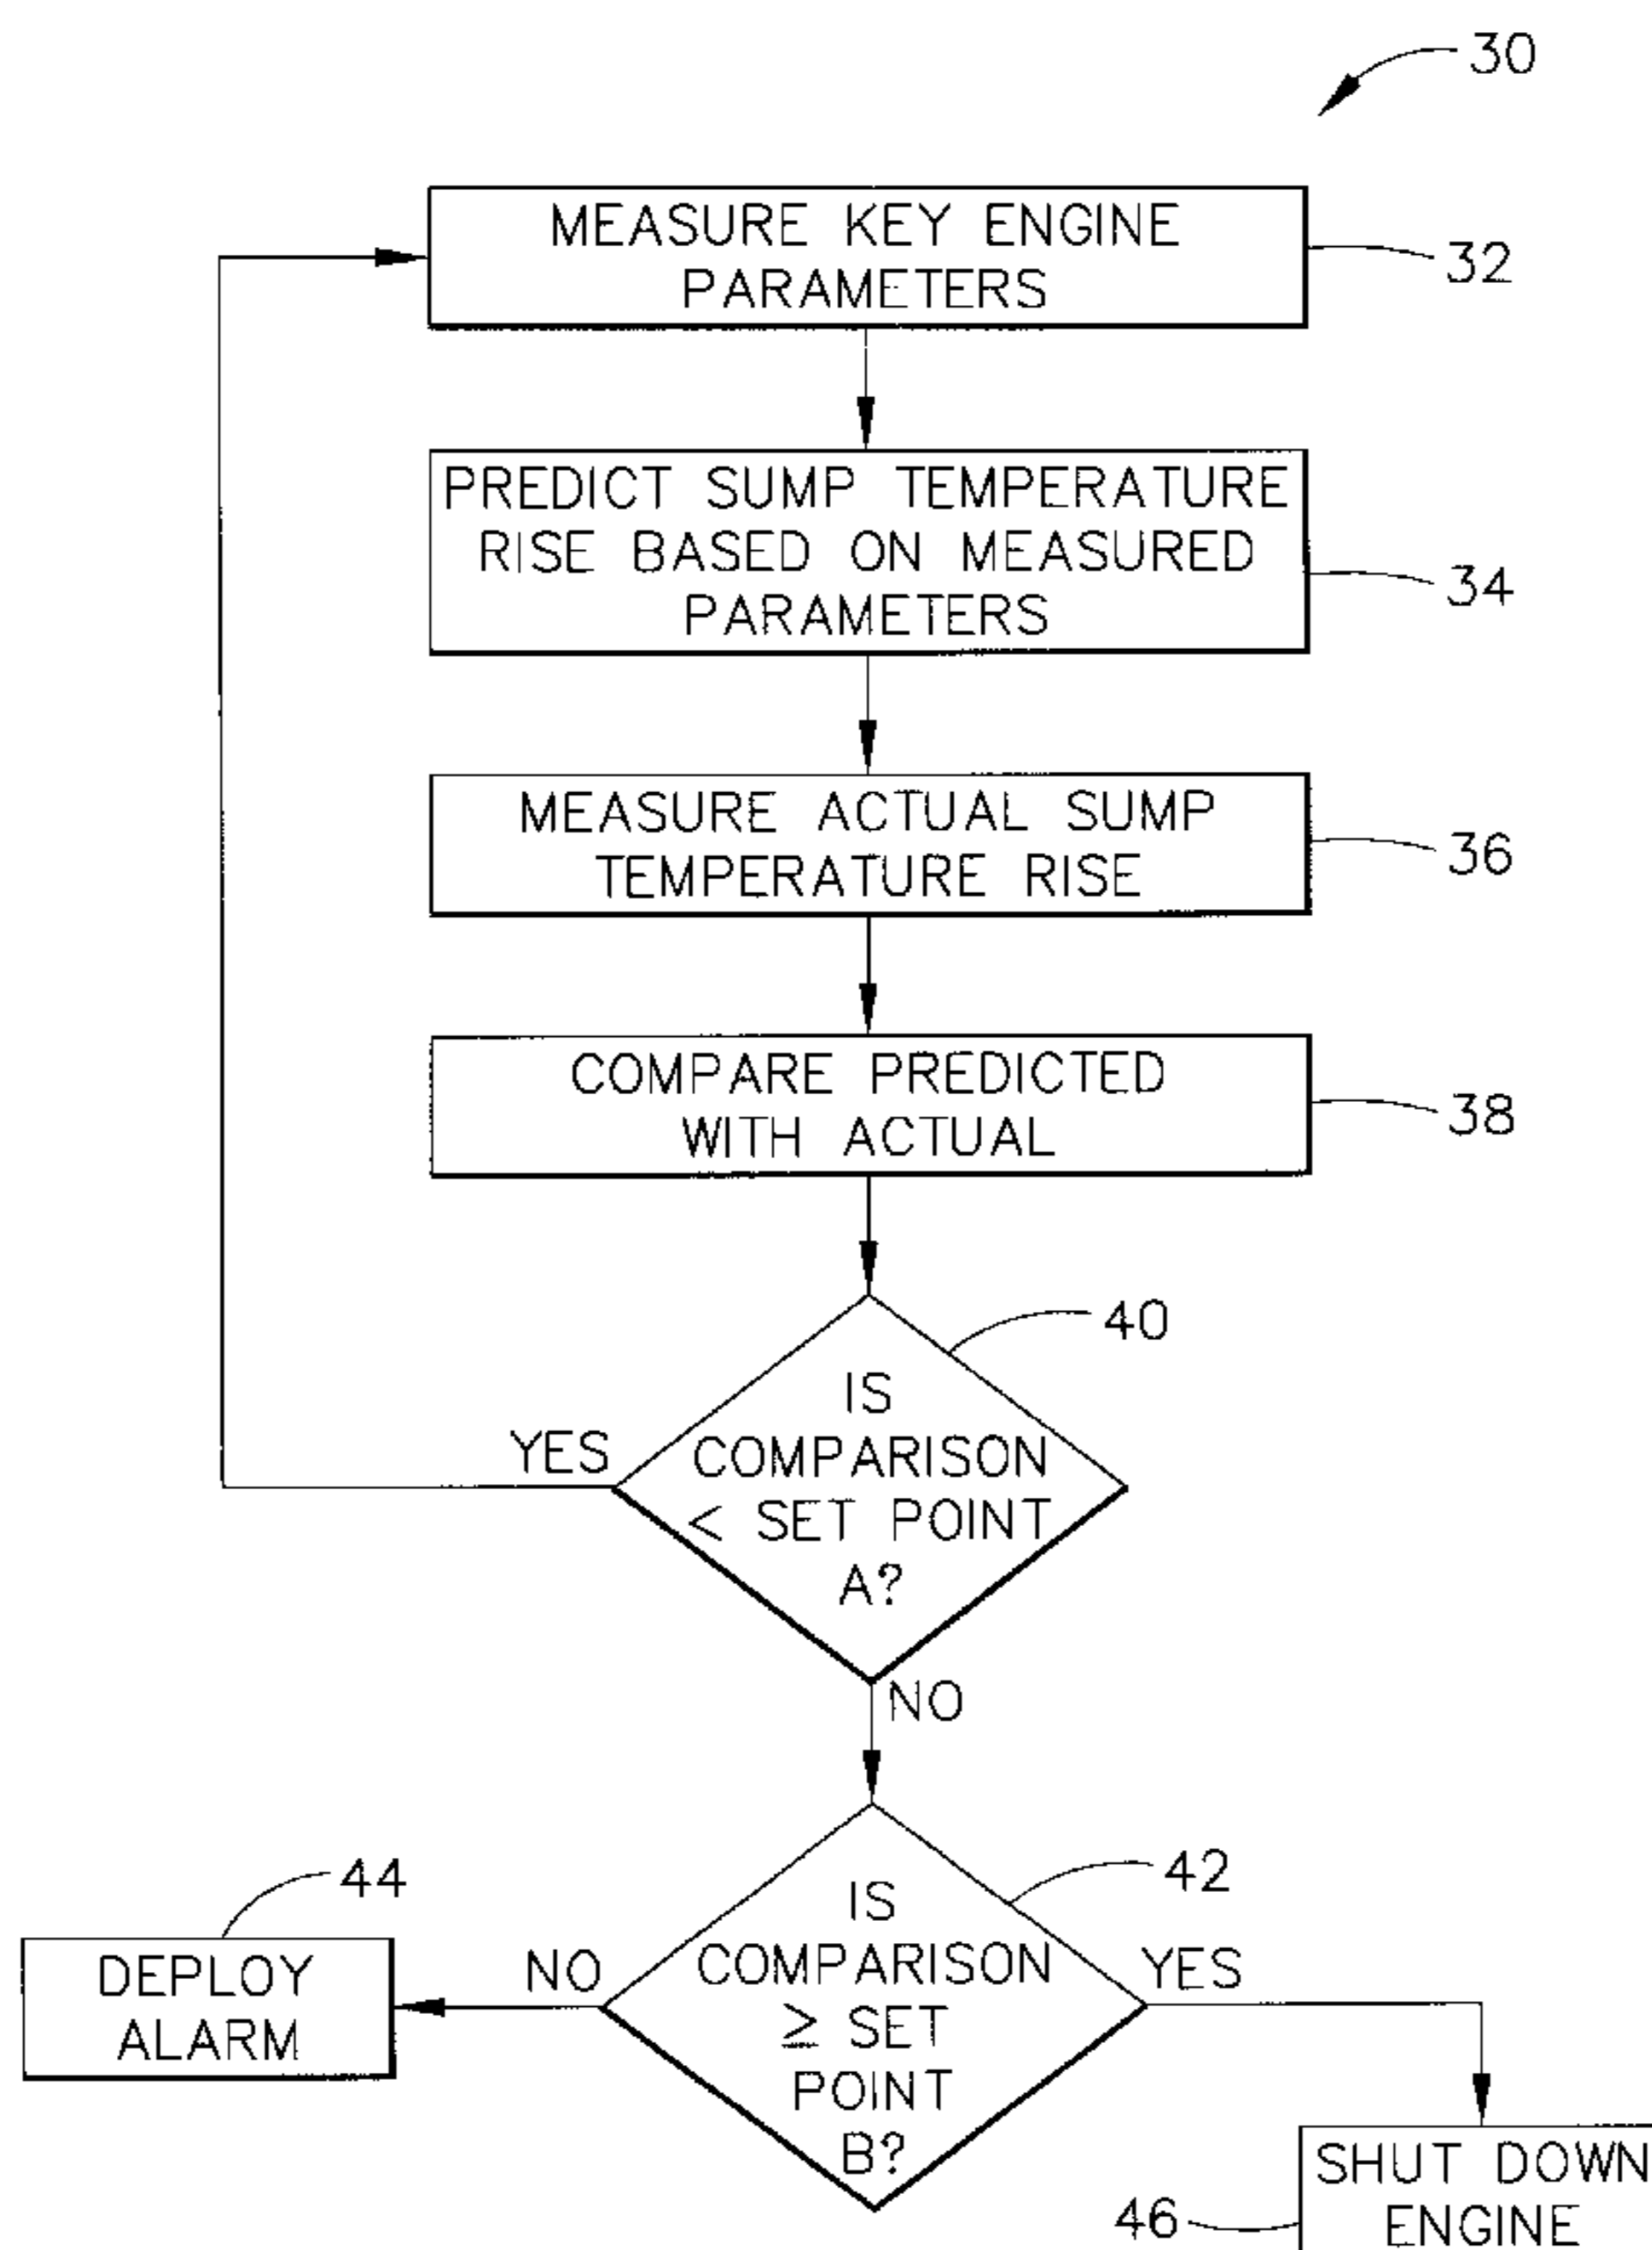 30
MEASURE KEY ENGINE
PARAMETERS
32
PREDICT SUMP TEMPERATURE
RISE BASED ON MEASURED
PARAMETERS
34
MEASURE ACTUAL SUMP
TEMPERATURE RISE
36
COMPARE PREDICTED
WITH ACTUAL
38
40
IS
COMPARISON
< SET POINT
A?
YES
NO
42
IS
COMPARISON
≥ SET
POINT
B?
NO
YES
44
DEPLOY
ALARM
SHUT DOWN
ENGINE
46